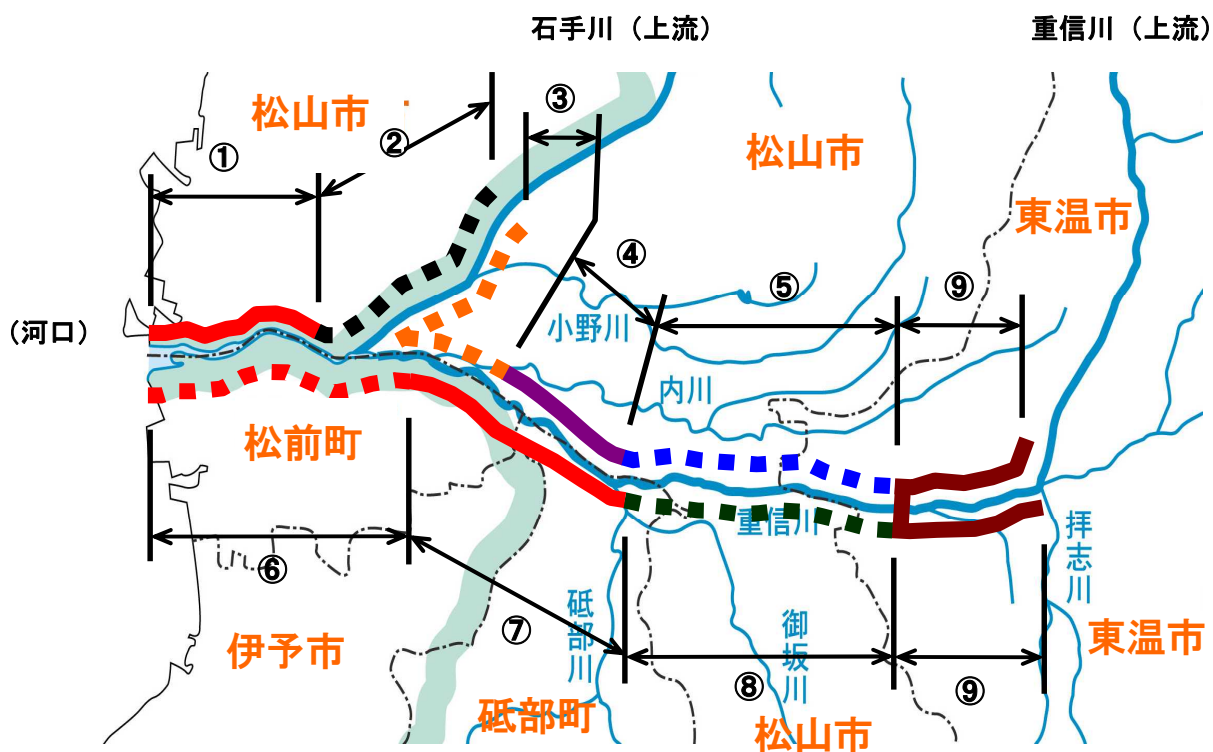 石手川（上流）
重信川（上流）
松山市
③
②
①
松山市
東温市
④
⑤
⑨
（河口）
小野川
内川
松前町
重信川
拝志川
⑥
砥部川
御坂川
⑦
伊予市
東温市
⑧
⑨
砥部町
松山市